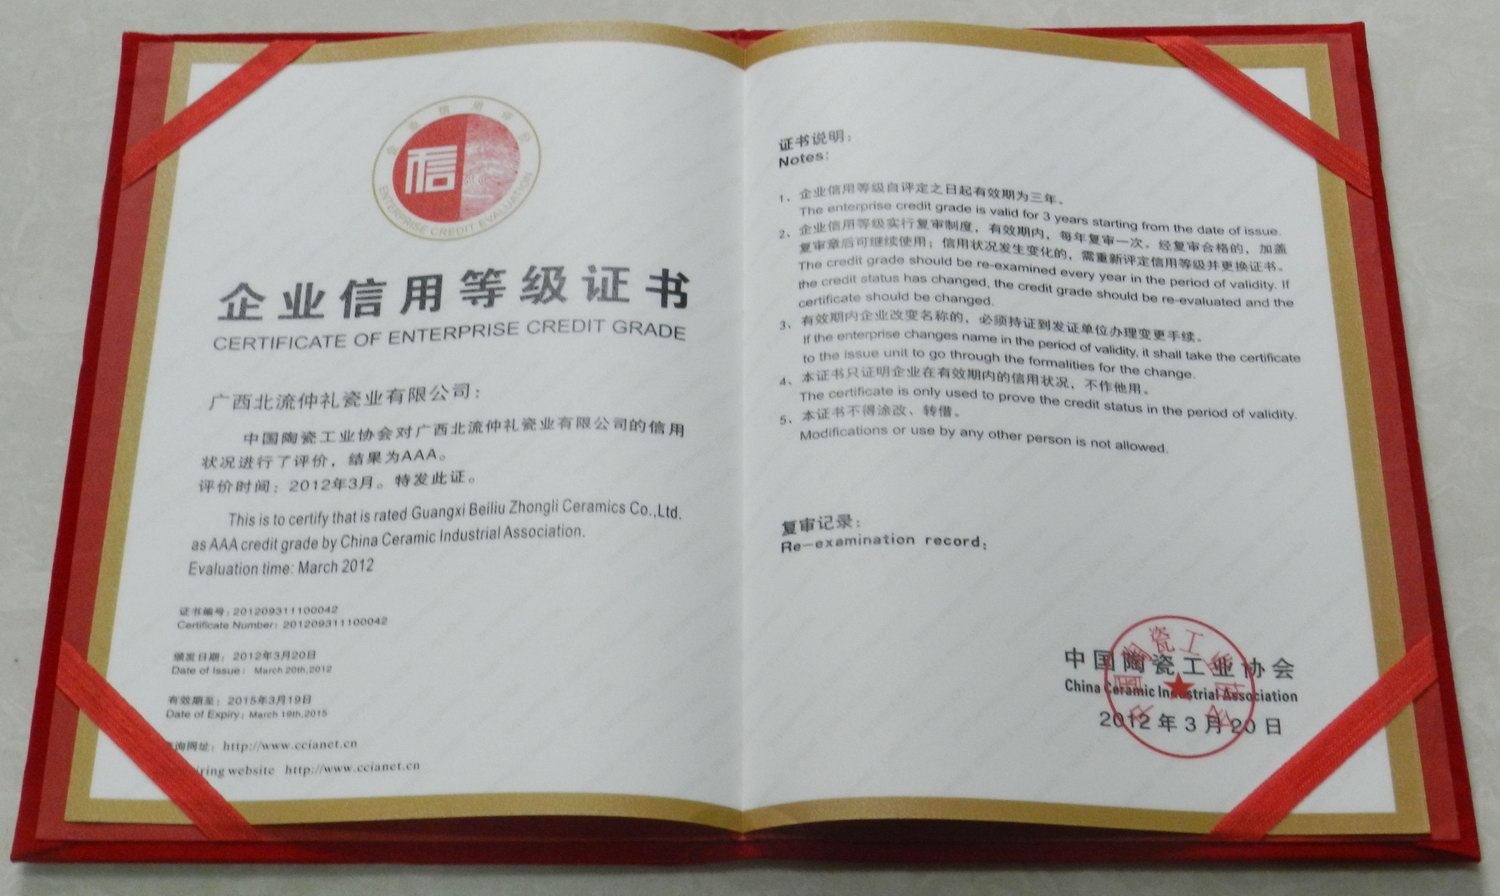 企业信用评价
信
ENTERPRISE CREDIT EVALUATION
企业信用等级证书
CERTIFICATE OF ENTERPRISE CREDIT GRADE
广西北流仲礼瓷业有限公司：
中国陶瓷工业协会对广西北流仲礼瓷业有限公司的信用
状况进行了评价，结果为AAA。
评价时间：2012年3月。特发此证。
This is to certify that is rated Guangxi Beiliu Zhongli Ceramics Co.,Ltd.
as AAA credit grade by China Ceramic Industrial Association.
Evaluation time: March 2012
证书编号：201209311100042
Certificate Number: 201209311100042
颁发日期：2012年3月20日
Date of Issue: March 20th,2012
有效期至：2015年3月19日
Date of Expiry: March 19th,2015
询网址：http://www.ccianet.cn
iring website http://www.ccianet.cn
证书说明：
Notes:
1、企业信用等级自评定之日起有效期为三年。
The enterprise credit grade is valid for 3 years starting from the date of issue.
2、企业信用等级实行复审制度，有效期内，每年复审一次。经复审合格的，加盖
复审章后可继续使用；信用状况发生变化的，需重新评定信用等级并更换证书。
The credit grade should be re-examined every year in the period of validity. If
the credit status has changed, the credit grade should be re-evaluated and the
certificate should be changed.
3、有效期内企业改变名称的，必须持证到发证单位办理变更手续。
If the enterprise changes name in the period of validity, it shall take the certificate
to the issue unit to go through the formalities for the change.
4、本证书只证明企业在有效期内的信用状况，不作他用。
The certificate is only used to prove the credit status in the period of validity.
5、本证书不得涂改、转借。
Modifications or use by any other person is not allowed.
复审记录：
Re-examination record:
中国陶瓷工业协会
China Ceramic Industrial Association
2012年3月20日
中国陶瓷工业协会